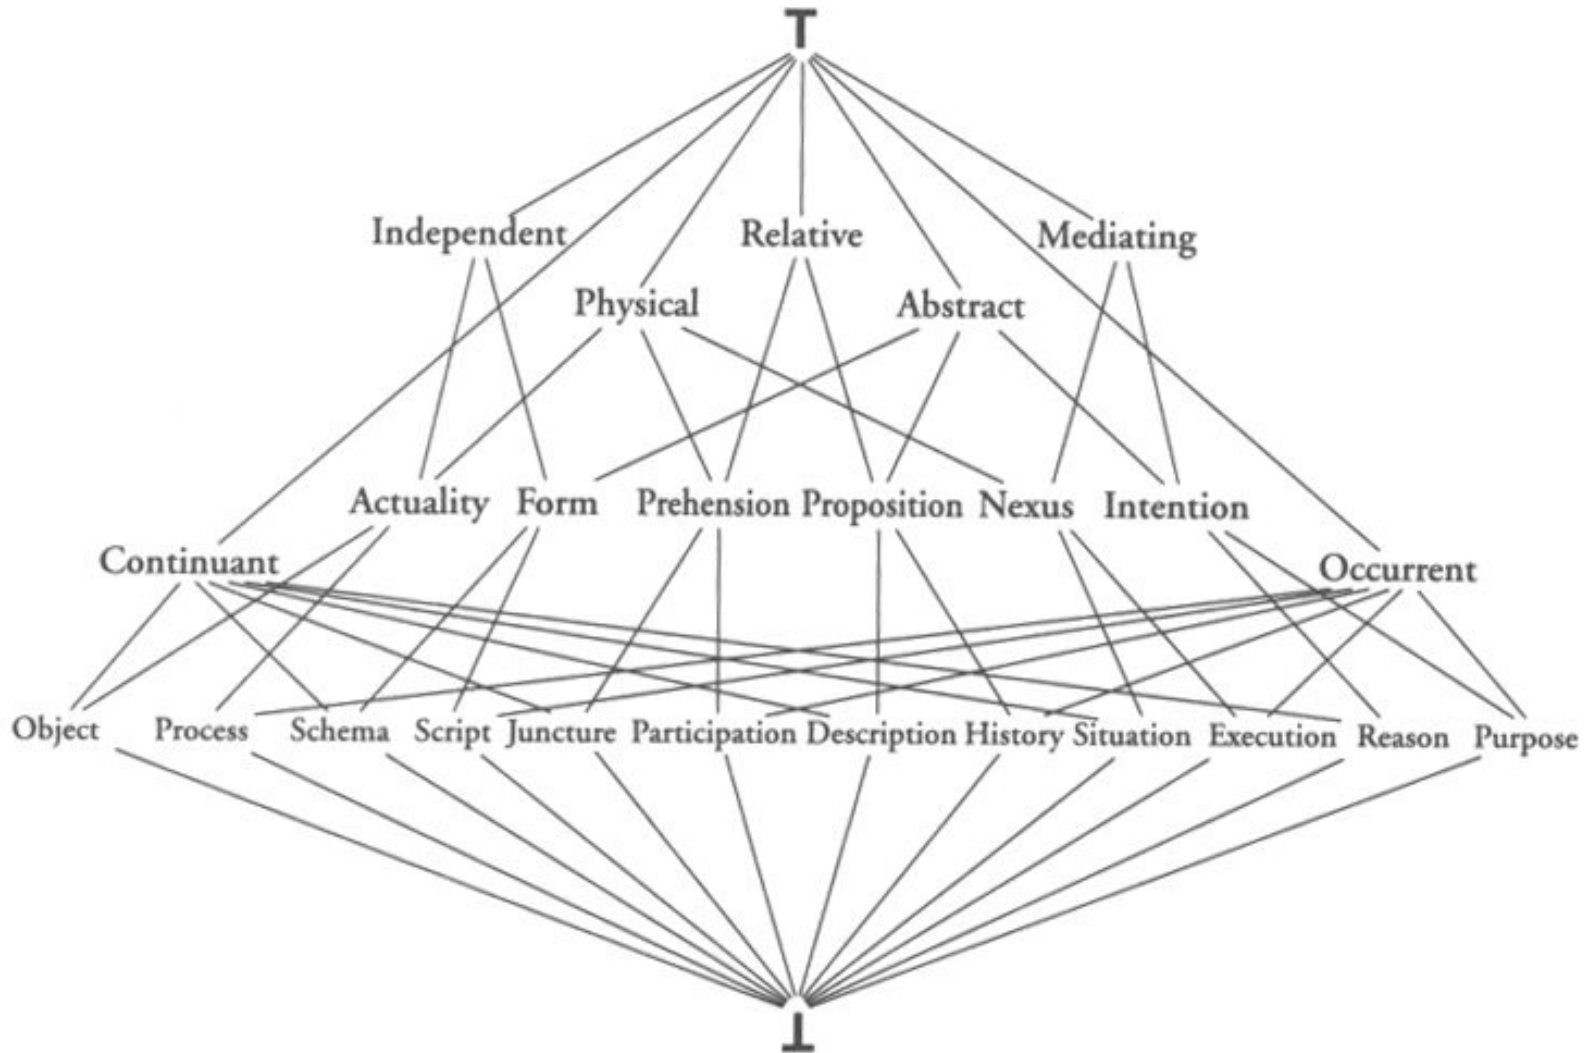 T
Independent Relative Mediating
Physical Abstract
Actuality Form Prehension Proposition Nexus Intention
Continuant Occurrent
Object Process Schema Script Juncture Participation Description History Situation Execution Reason Purpose
⊥